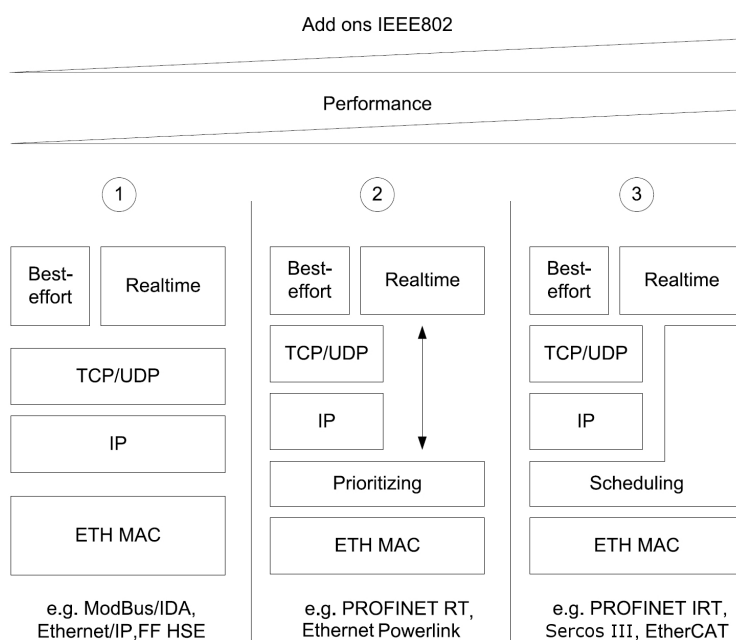 Add ons IEEE802
Performance
1
2
3
Best-
effort
Realtime
TCP/UDP
IP
ETH MAC
e.g. ModBus/IDA,
Ethernet/IP,FF HSE
Best-
effort
Realtime
TCP/UDP
IP
Prioritizing
ETH MAC
e.g. PROFINET RT,
Ethernet Powerlink
Best-
effort
Realtime
TCP/UDP
IP
Scheduling
ETH MAC
e.g. PROFINET IRT,
Sercos III, EtherCAT